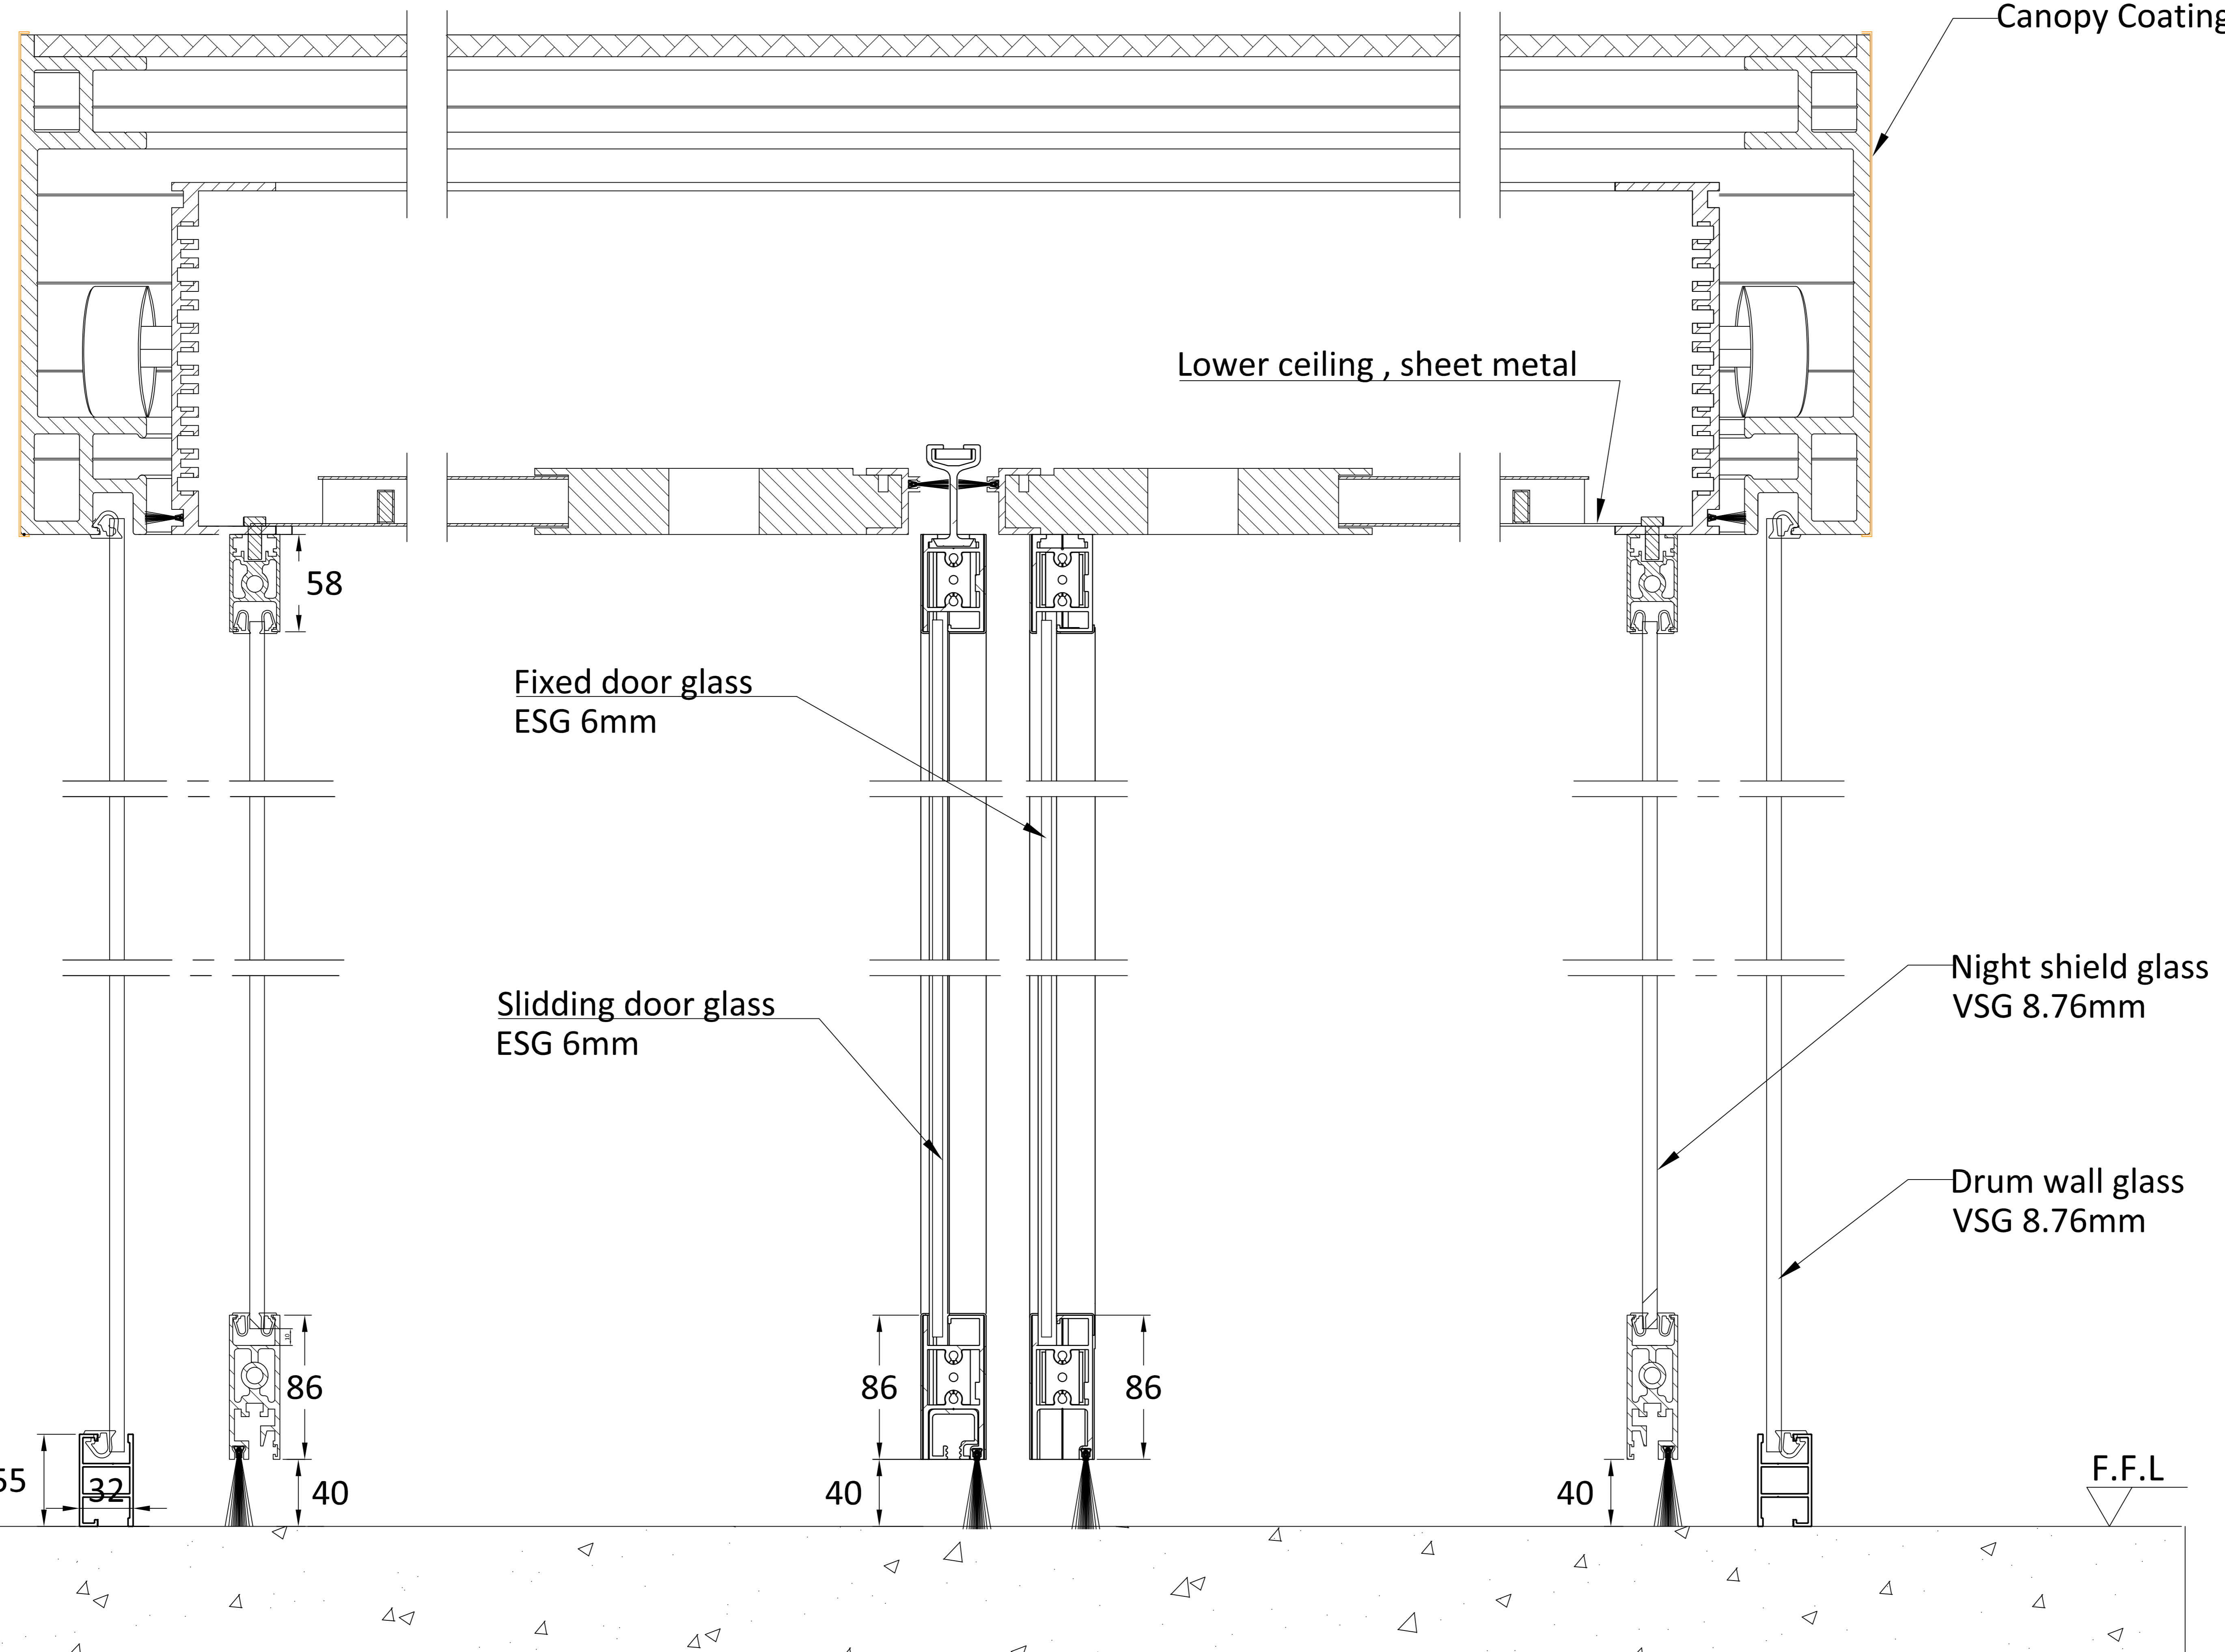 Canopy Coating
Lower ceiling , sheet metal
58
Fixed door glass
ESG 6mm
Night shield glass
VSG 8.76mm
Slidding door glass
ESG 6mm
Drum wall glass
VSG 8.76mm
10
86
86
86
F.F.L
32
40
40
40